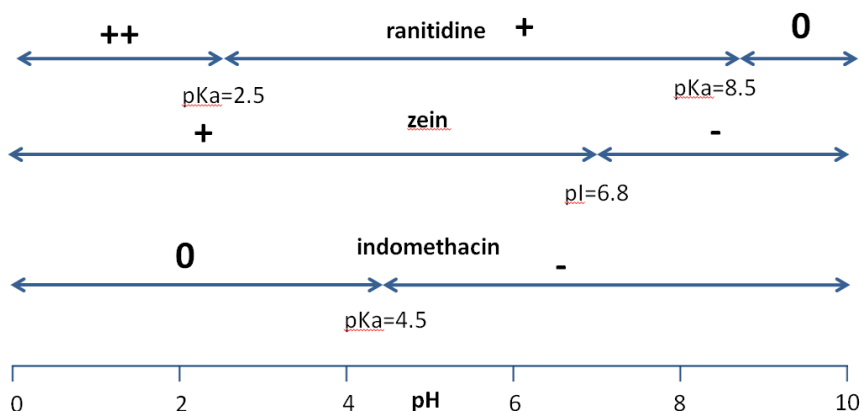 ++ ranitidine + 0
pKa=2.5 pKa=8.5
+ zein -
pI=6.8
0 indomethacin -
pKa=4.5
0 2 4 pH 6 8 10